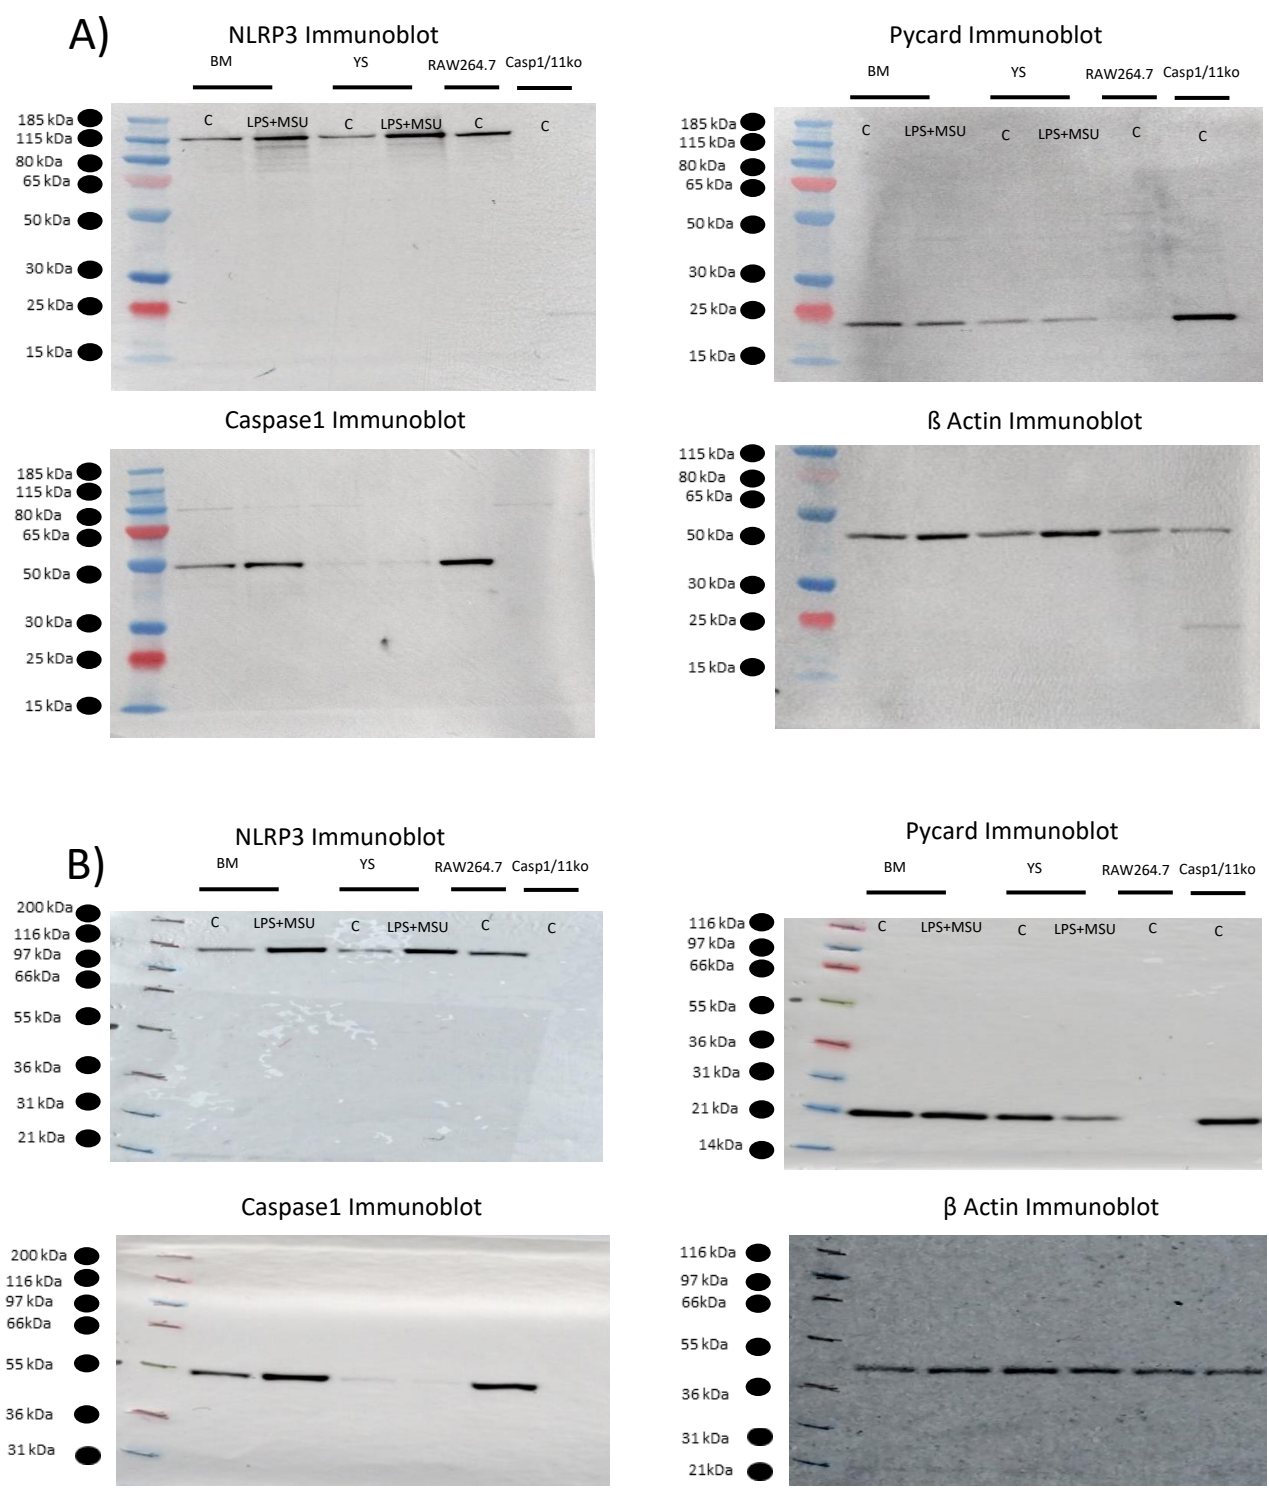 A)
NLRP3 Immunoblot
BM YS RAW264.7 Casp1/11ko
C LPS+MSU C LPS+MSU C C
185 kDa
115 kDa
80 kDa
65 kDa
50 kDa
30 kDa
25 kDa
15 kDa
Pycard Immunoblot
BM YS RAW264.7 Casp1/11ko
C LPS+MSU C LPS+MSU C C
185 kDa
115 kDa
80 kDa
65 kDa
50 kDa
30 kDa
25 kDa
15 kDa
Caspase1 Immunoblot
185 kDa
115 kDa
80 kDa
65 kDa
50 kDa
30 kDa
25 kDa
15 kDa
ß Actin Immunoblot
115 kDa
80 kDa
65 kDa
50 kDa
30 kDa
25 kDa
15 kDa
B)
NLRP3 Immunoblot
BM YS RAW264.7 Casp1/11ko
C LPS+MSU C LPS+MSU C C
200 kDa
116 kDa
97 kDa
66kDa
55 kDa
36 kDa
31 kDa
21 kDa
Pycard Immunoblot
BM YS RAW264.7 Casp1/11ko
C LPS+MSU C LPS+MSU C C
116 kDa
97 kDa
66kDa
55 kDa
36 kDa
31 kDa
21 kDa
14kDa
Caspase1 Immunoblot
200 kDa
116 kDa
97 kDa
66kDa
55 kDa
36 kDa
31 kDa
β Actin Immunoblot
116 kDa
97 kDa
66kDa
55 kDa
36 kDa
31 kDa
21kDa